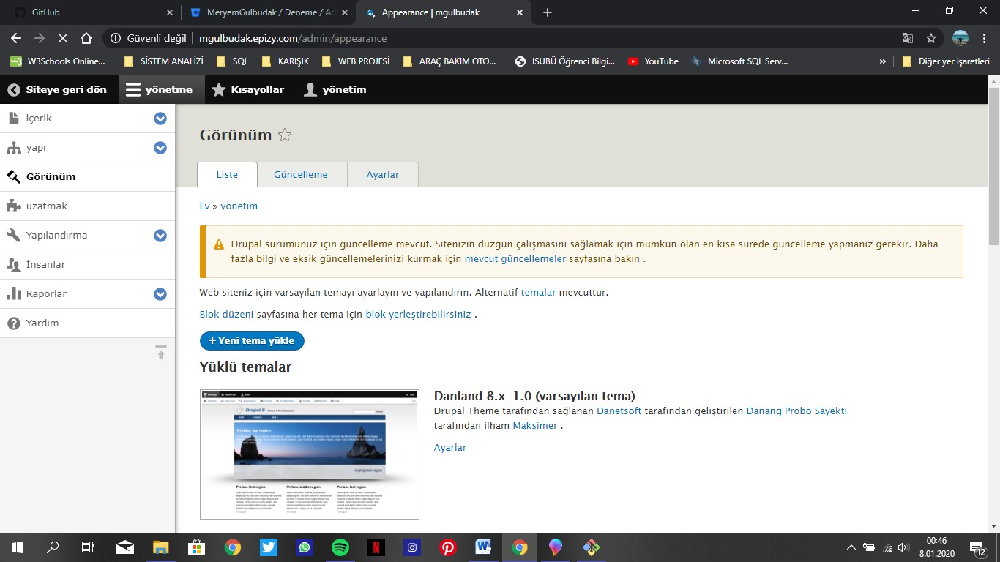 GitHub
MeryemGulbudak / Deneme / Ad
Appearance | mgulbudak
Güvenli değil
mgulbudak.epizy.com/admin/appearance
W3Schools Online...
SİSTEM ANALİZİ
SQL
KARIŞIK
WEB PROJESİ
ARAÇ BAKIM OTO...
ISUBÜ Öğrenci Bilgi...
YouTube
Microsoft SQL Serv...
»
Diğer yer işaretleri
Siteye geri dön
yönetme
Kısayollar
yönetim
içerik
yapı
Görünüm
uzatmak
Yapılandırma
İnsanlar
Raporlar
Yardım
Görünüm
Liste
Güncelleme
Ayarlar
Ev » yönetim
Drupal sürümünüz için güncelleme mevcut. Sitenizin düzgün çalışmasını sağlamak için mümkün olan en kısa sürede güncelleme yapmanız gerekir. Daha
fazla bilgi ve eksik güncellemelerinizi kurmak için mevcut güncellemeler sayfasına bakın .
Web siteniz için varsayılan temayı ayarlayın ve yapılandırın. Alternatif temalar mevcuttur.
Blok düzeni sayfasına her tema için blok yerleştirebilirsiniz .
+ Yeni tema yükle
Yüklü temalar
Drupal 8
Preface top region
Highlighted region
Preface first region
Preface middle region
Preface last region
Danland 8.x-1.0 (varsayılan tema)
Drupal Theme tarafından sağlanan Danetsoft tarafından geliştirilen Danang Probo Sayekti
tarafından ilham Maksimer .
Ayarlar
00:46
8.01.2020
12